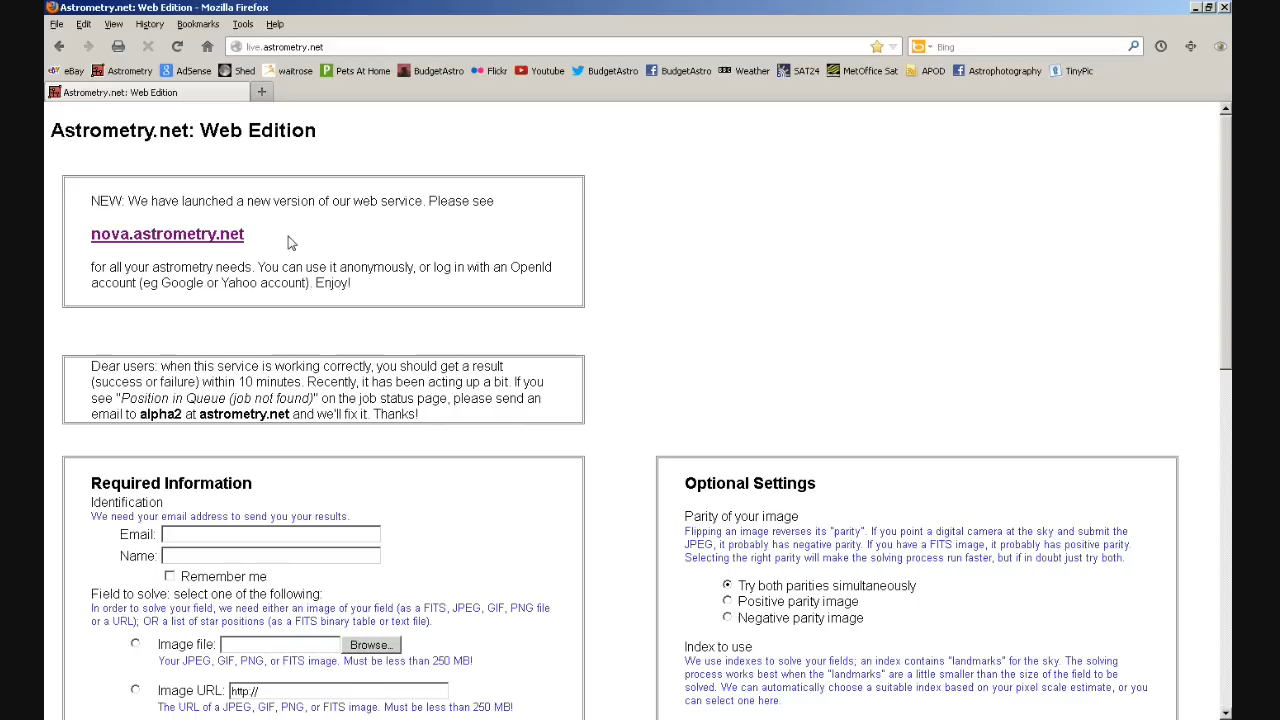 Astrometry.net: Web Edition - Mozilla Firefox
File Edit View History Bookmarks Tools Help
live.astrometry.net
Bing
eBay Astrometry AdSense Shed waitrose Pets At Home BudgetAstro Flickr Youtube BudgetAstro BudgetAstro Weather SAT24 MetOffice Sat APOD Astrophotography TinyPic
Astrometry.net: Web Edition
Astrometry.net: Web Edition
NEW: We have launched a new version of our web service. Please see
nova.astrometry.net
for all your astrometry needs. You can use it anonymously, or log in with an OpenId
account (eg Google or Yahoo account). Enjoy!
Dear users: when this service is working correctly, you should get a result
(success or failure) within 10 minutes. Recently, it has been acting up a bit. If you
see "Position in Queue (job not found)" on the job status page, please send an
email to alpha2 at astrometry.net and we'll fix it. Thanks!
Required Information
Identification
We need your email address to send you your results.
Email:
Name:
Remember me
Field to solve: select one of the following:
In order to solve your field, we need either an image of your field (as a FITS, JPEG, GIF, PNG file
or a URL); OR a list of star positions (as a FITS binary table or text file).
Image file: Browse...
Your JPEG, GIF, PNG, or FITS image. Must be less than 250 MB!
Image URL: http://
The URL of a JPEG, GIF, PNG, or FITS image. Must be less than 250 MB!
Optional Settings
Parity of your image
Flipping an image reverses its "parity". If you point a digital camera at the sky and submit the
JPEG, it probably has negative parity. If you have a FITS image, it probably has positive parity.
Selecting the right parity will make the solving process run faster, but if in doubt just try both.
Try both parities simultaneously
Positive parity image
Negative parity image
Index to use
We use indexes to solve your fields; an index contains "landmarks" for the sky. The solving
process works best when the "landmarks" are a little smaller than the size of the field to be
solved. We can automatically choose a suitable index based on your pixel scale estimate, or you
can select one here.